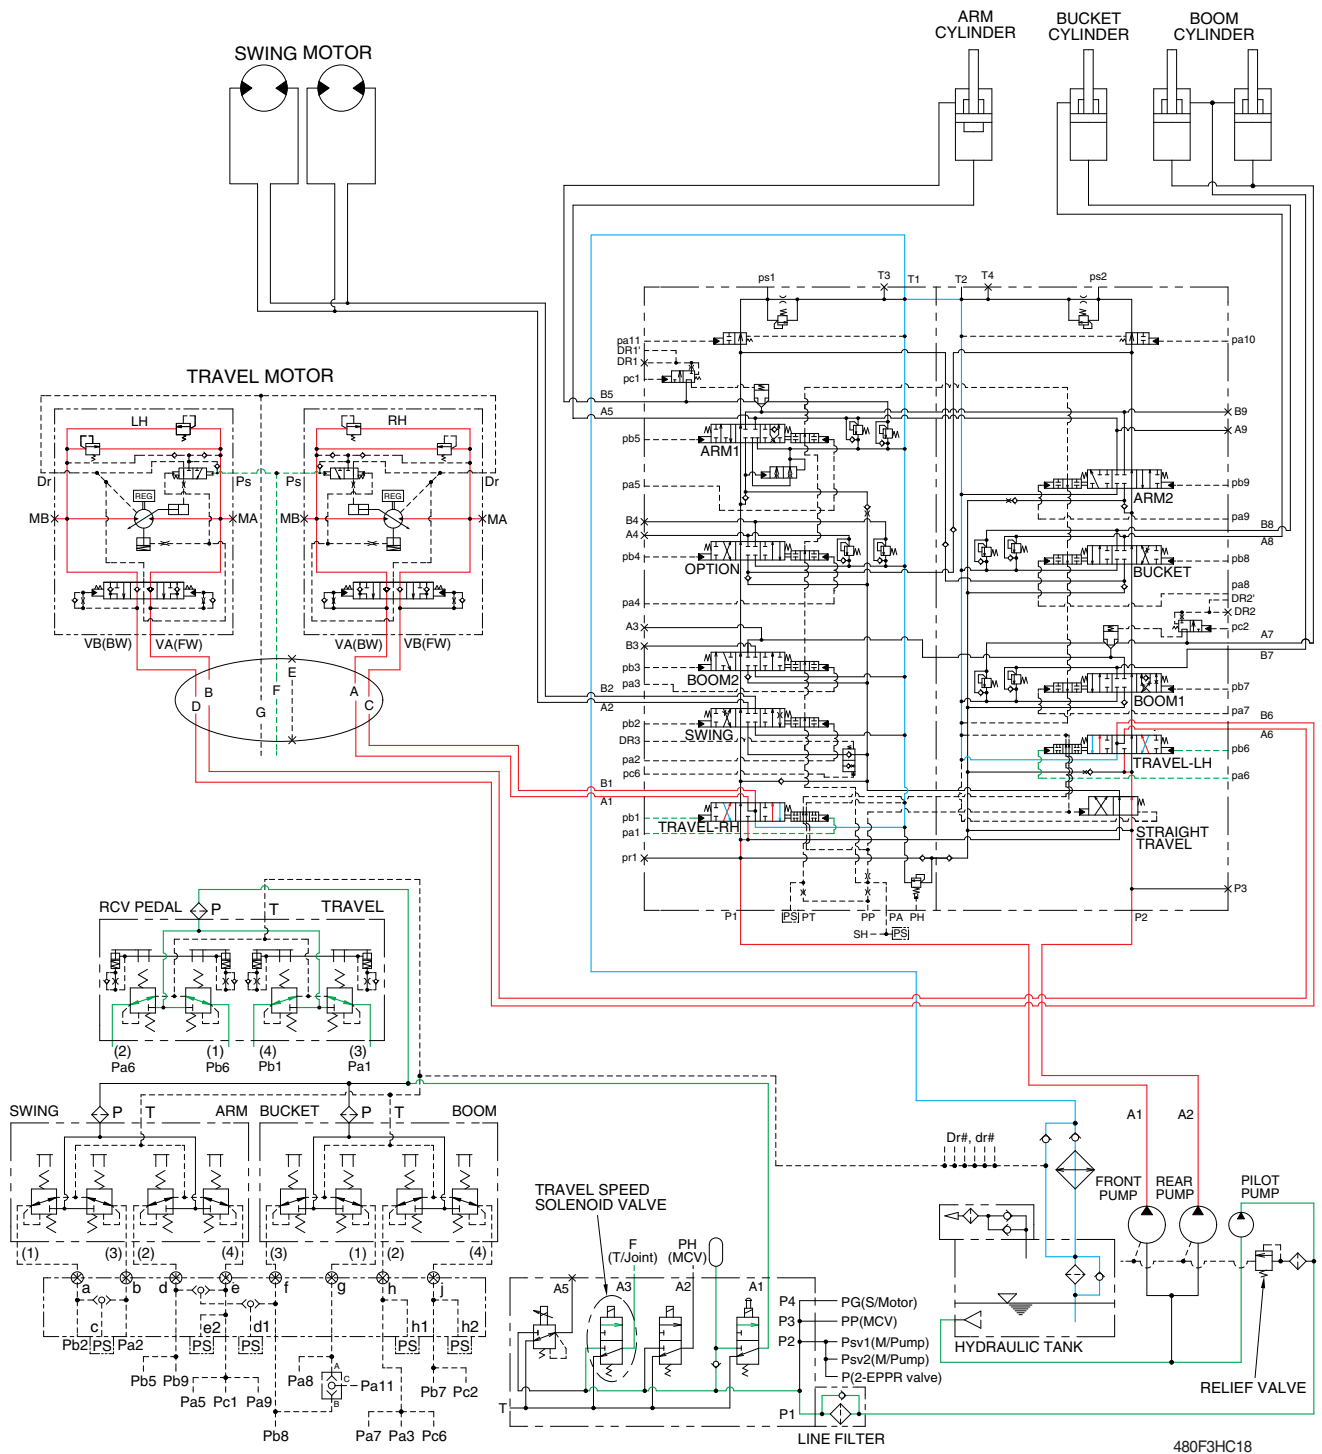 ARM
CYLINDER
BUCKET
CYLINDER
BOOM
CYLINDER
SWING MOTOR
ps1
T3
T1
T2
T4
ps2
pa11
DR1'
DR1
pc1
pa10
TRAVEL MOTOR
LH
RH
Dr
Ps
Ps
Dr
REG
REG
MB
MA
MB
MA
VB(BW)
VA(FW)
VA(BW)
VB(FW)
B
D
F
G
E
A
C
B5
A5
B9
A9
pb5
ARM1
pa5
pb9
ARM2
pa9
B4
A4
B8
A8
pb4
OPTION
pb8
BUCKET
pa4
pa8
DR2'
DR2
pc2
A3
B3
A7
B7
pb3
BOOM2
pa3
pb7
BOOM1
pa7
B2
A2
pb2
SWING
B6
A6
DR3
pa2
pc6
pb6
TRAVEL-LH
pa6
B1
A1
pb1
TRAVEL-RH
pa1
STRAIGHT
TRAVEL
pr1
P3
P1
PS
PT
PP
PA
PH
P2
SH
PS
RCV PEDAL
P
T
TRAVEL
(2)
(1)
(4)
(3)
Pa6
Pb6
Pb1
Pa1
SWING
P
T
ARM
BUCKET
P
T
BOOM
(1)
(3)
(2)
(4)
(3)
(1)
(2)
(4)
a
b
d
e
f
g
h
j
c
e2
d1
h1
h2
Pb2
PS
Pa2
PS
PS
PS
PS
Pb5
Pb9
Pa5
Pc1
Pa9
Pa8
A
C
B
Pa11
Pb7
Pc2
Pb8
Pa7
Pa3
Pc6
TRAVEL SPEED
SOLENOID VALVE
F
(T/Joint)
PH
(MCV)
A5
A3
A2
A1
P4
PG(S/Motor)
P3
PP(MCV)
P2
Psv1(M/Pump)
Psv2(M/Pump)
P(2-EPPR valve)
T
P1
LINE FILTER
Dr#, dr#
A1
A2
FRONT
PUMP
REAR
PUMP
PILOT
PUMP
HYDRAULIC TANK
RELIEF VALVE
480F3HC18